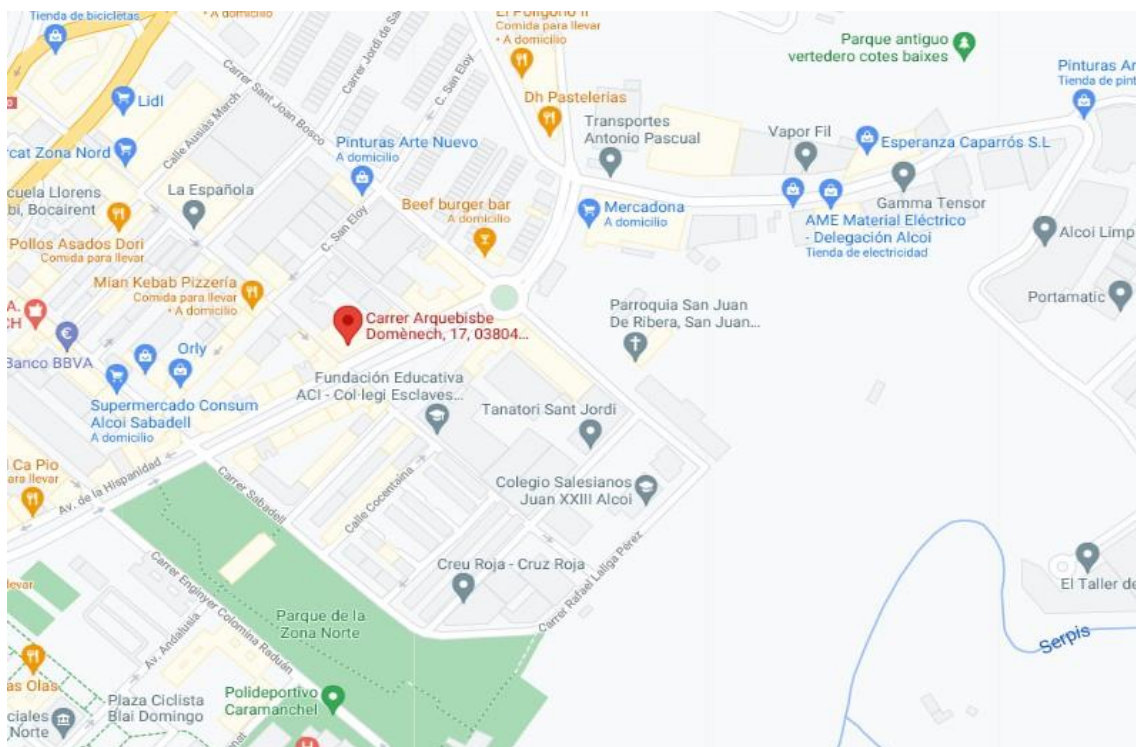 Tienda de bicicletas
El Polígono II
Comida para llevar
• A domicilio
Carrer Jordi de Sa
Carrer Sant Joan Bosco
C. San Eloy
Parque antiguo
vertedero cotes baixes
Pinturas Ar
Tienda de pint
Lidl
Calle Ausiàs March
Dh Pastelerías
Transportes
Antonio Pascual
Vapor Fil
Esperanza Caparrós S.L
cat Zona Nord
Pinturas Arte Nuevo
A domicilio
cuela Llorens
bi, Bocairent
La Española
Beef burger bar
A domicilio
Mercadona
A domicilio
Gamma Tensor
AME Material Eléctrico
- Delegación Alcoi
Tienda de electricidad
Alcoi Limp
Pollos Asados Dori
Comida para llevar
C. San Eloy
Mian Kebab Pizzería
Comida para llevar
• A domicilio
Portamatic
A.
CH
Carrer Arquebisbe
Domènech, 17, 03804...
Parroquia San Juan
De Ribera, San Juan...
€
Banco BBVA
Orly
Fundación Educativa
ACI - Col·legi Esclaves...
Supermercado Consum
Alcoi Sabadell
A domicilio
Tanatori Sant Jordi
Ca Pio
ara llevar
Av. de la Hispanidad
Carrer Sabadell
Calle Cocentaina
Colegio Salesianos
Juan XXIII Alcoi
Creu Roja - Cruz Roja
Carrer Rafael Laliga Pérez
El Taller de
llevar
Carrer Enginyer Colomina Raduán
Av. Andalusia
Parque de la
Zona Norte
Serpis
as Olas
Plaza Ciclista
Blai Domingo
Polideportivo
Caramanchel
ciales
Norte
H